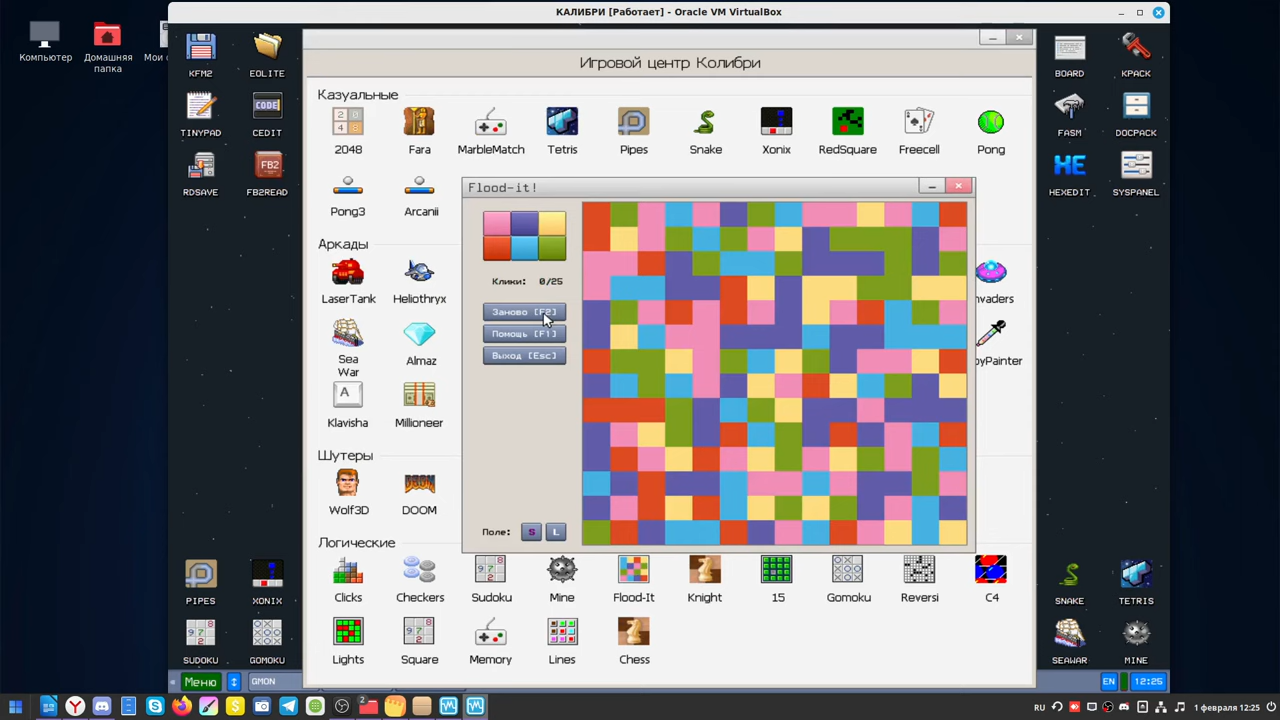 КАЛИБРИ [Работает] - Oracle VM VirtualBox
Компьютер
Домашняя папка
Мои
KFM2
EOLITE
TINYPAD
CEDIT
RDSAVE
FB2READ
BOARD
KPACK
FASM
DOCPACK
HEXEDIT
SYSPANEL
Игровой центр Колибри
Казуальные
2048
Fara
MarbleMatch
Tetris
Pipes
Snake
Xonix
RedSquare
Freecell
Pong
Pong3
Arcanii
Flood-it!
Клики: 0/25
Заново [F2]
Помощь [F1]
Выход [Esc]
Поле: S L
Аркады
LaserTank
Heliothryx
nvaders
Sea War
Almaz
yPainter
Klavisha
Millioneer
Шутеры
Wolf3D
DOOM
Логические
Clicks
Checkers
Sudoku
Mine
Flood-It
Knight
15
Gomoku
Reversi
C4
Lights
Square
Memory
Lines
Chess
PIPES
XONIX
SUDOKU
GOMOKU
SNAKE
TETRIS
SEAWAR
MINE
Меню
GMON
EN
12:25
RU
1 февраля 12:25